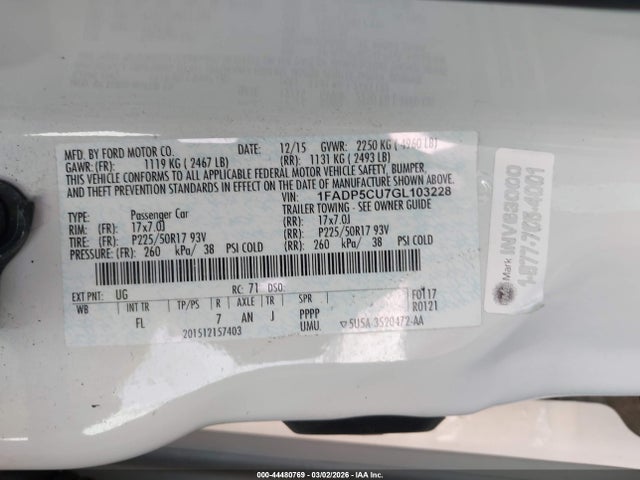 MFD. BY FORD MOTOR CO.
DATE: 12/15 GVWR: 2250 KG ( 4960 LB)
GAWR: (FR): 1119 KG ( 2467 LB) (RR): 1131 KG ( 2493 LB)
THIS VEHICLE CONFORMS TO ALL APPLICABLE FEDERAL MOTOR VEHICLE SAFETY, BUMPER,
AND THEFT PREVENTION STANDARDS IN EFFECT ON THE DATE OF MANUFACTURE SHOWN ABOVE.
VIN: 1FADP5CU7GL103228
TYPE: Passenger Car TRAILER TOWING - SEE OWNER GUIDE
RIM: (FR): 17x7.0J (RR): 17x7.0J
TIRE: (FR): P225/50R17 93V (RR): P225/50R17 93V
PRESSURE: (FR): 260 kPa/ 38 PSI COLD (RR): 260 kPa/ 38 PSI COLD
EXT PNT: UG RC: 71 DSO:
WB INT TR TP/PS R AXLE TR SPR
FL 7 AN J PPPP
UMU
F0117
R0121
201512157403
▽5USA-3520472-AA
Mark INV63000
000-44480769 03/02/2026 IAA Inc.